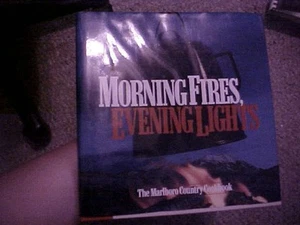 MORNING FIRES,
EVENING LIGHTS
The Marlboro Country Cookbook